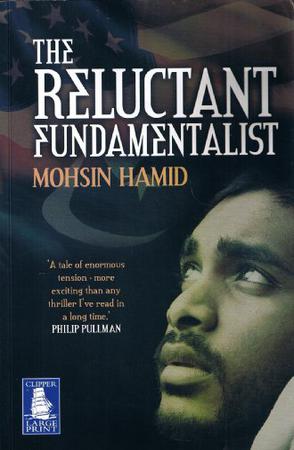 THE
RELUCTANT
FUNDAMENTALIST
MOHSIN HAMID
'A tale of enormous
tension - more
exciting than any
thriller I've read in
a long time.'
PHILIP PULLMAN
CLIPPER
LARGE
PRINT